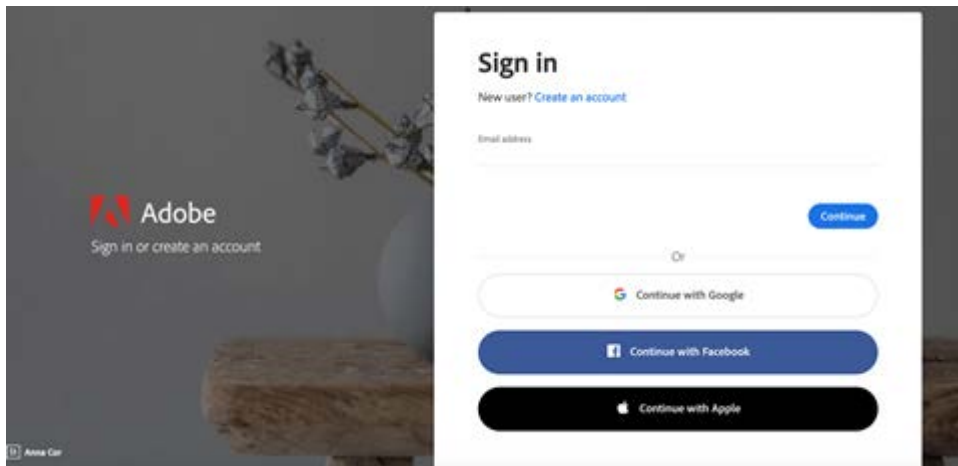 Adobe
Sign in or create an account
Anna Cor
Sign in
New user? Create an account
Email address
Continue
Or
Continue with Google
Continue with Facebook
Continue with Apple